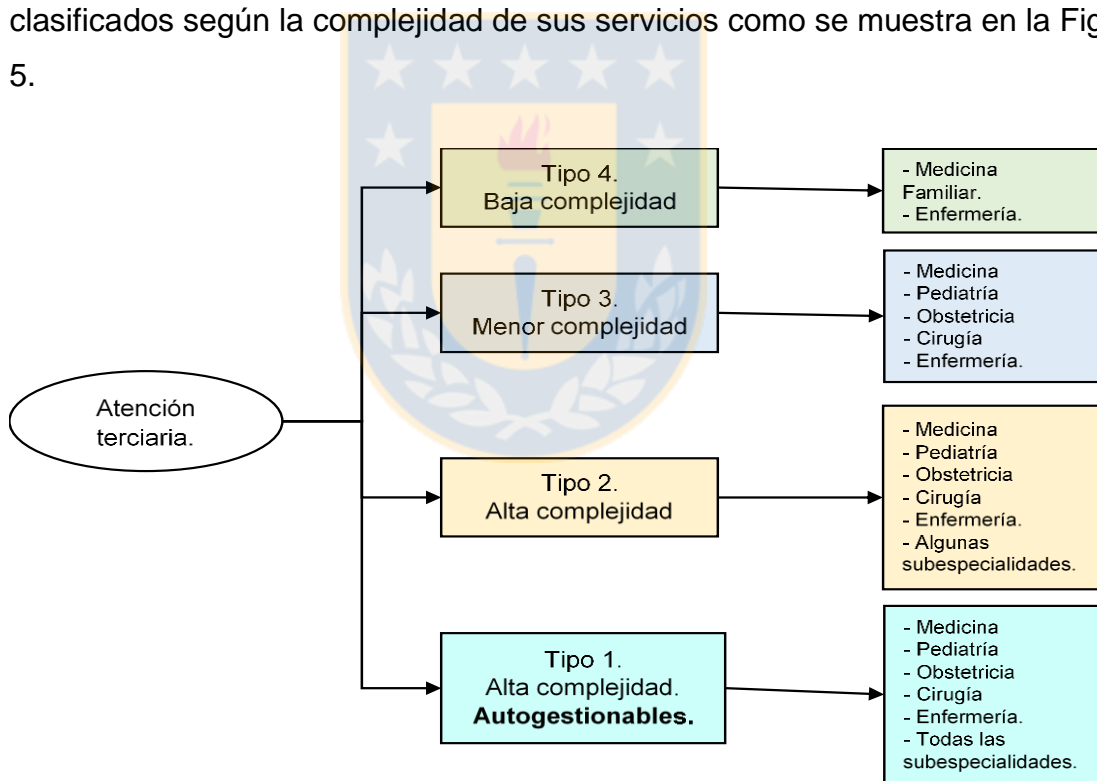 clasificados según la complejidad de sus servicios como se muestra en la Fig
5.
Tipo 4.
Baja complejidad
- Medicina
Familiar.
- Enfermería.
Tipo 3.
Menor complejidad
- Medicina
- Pediatría
- Obstetricia
- Cirugía
- Enfermería.
Atención
terciaria.
Tipo 2.
Alta complejidad
- Medicina
- Pediatría
- Obstetricia
- Cirugía
- Enfermería.
- Algunas
subespecialidades.
Tipo 1.
Alta complejidad.
Autogestionables.
- Medicina
- Pediatría
- Obstetricia
- Cirugía
- Enfermería.
- Todas las
subespecialidades.